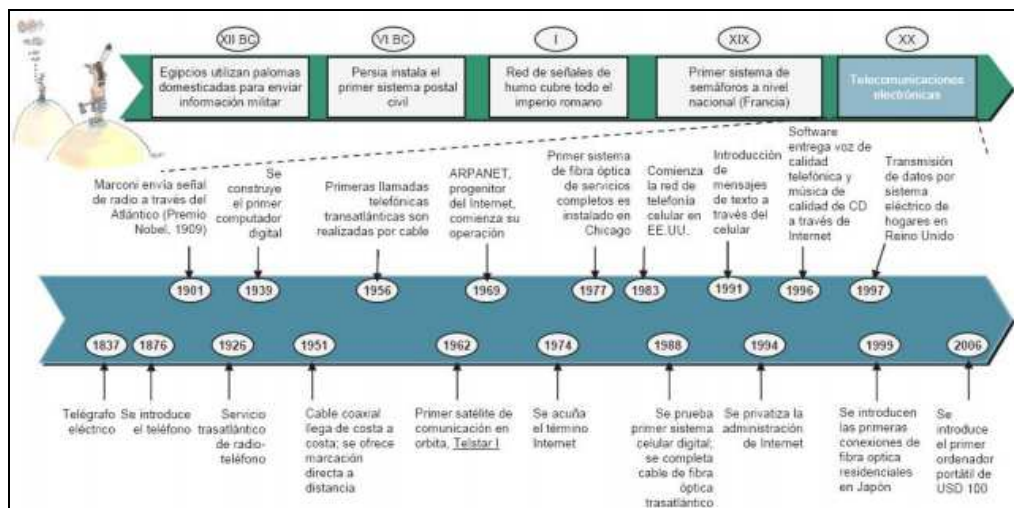 XII BC
Egipcios utilizan palomas
domesticadas para enviar
información militar
VI BC
Persia instala el
primer sistema postal
civil
I
Red de señales de
humo cubre todo el
imperio romano
XIX
Primer sistema de
semáforos a nivel
nacional (Francia)
XX
Telecomunicaciones
electrónicas
Marconi envía señal
de radio a través del
Atlántico (Premio
Nobel, 1909)
1901
Se
construye
el primer
computador
digital
1939
Primeras llamadas
telefónicas
transatlánticas son
realizadas por cable
1956
ARPANET,
progenitor
del Internet,
comienza su
operación
1969
Primer sistema
de fibra óptica
de servicios
completos es
instalado en
Chicago
1977
Comienza
la red de
telefonía
celular en
EE.UU.
1983
Introducción
de
mensajes
de texto a
través del
celular
1991
Software
entrega voz de
calidad
telefónica y
música de
calidad de CD
a través de
Internet
1996
Transmisión
de datos por
sistema
eléctrico de
hogares en
Reino Unido
1997
1837
Telégrafo
eléctrico
1876
Se introduce
el teléfono
1926
Servicio
trasatlántico
de radio-
teléfono
1951
Cable coaxial
llega de costa a
costa; se ofrece
marcación
directa a
distancia
1962
Primer satélite de
comunicación en
orbita, Telstar I
1974
Se acuña
el término
Internet
1988
Se prueba
primer sistema
celular digital;
se completa
cable de fibra
óptica
trasatlántico
1994
Se privatiza la
administración
de Internet
1999
Se introducen
las primeras
conexiones de
fibra optica
residenciales
en Japón
2006
Se
introduce
el primer
ordenador
portátil de
USD 100